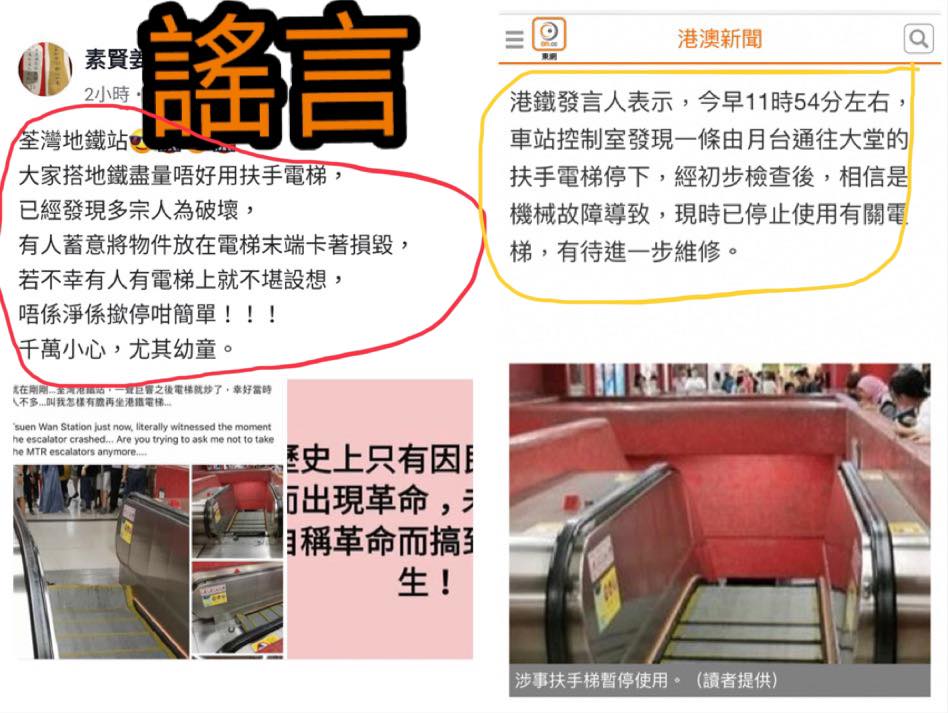 謠言
素賢姜
2小時·
荃灣地鐵站
大家搭地鐵盡量唔好用扶手電梯，
已經發現多宗人為破壞，
有人蓄意將物件放在電梯末端卡著損毀，
若不幸有人有電梯上就不堪設想，
唔係淨係撳停咁簡單！！！
千萬小心，尤其幼童。
就在剛剛...荃灣港鐵站，一聲巨響之後電梯就炒了，幸好當時
人不多...叫我怎樣有膽再坐港鐵電梯...
Tsuen Wan Station just now, literally witnessed the moment
the escalator crashed... Are you trying to ask me not to take
the MTR escalators anymore....
歷史上只有因
而出現革命，
自稱革命而搞
生！
on.cc
東網
港澳新聞
港鐵發言人表示，今早11時54分左右，
車站控制室發現一條由月台通往大堂的
扶手電梯停下，經初步檢查後，相信是
機械故障導致，現時已停止使用有關電
梯，有待進一步維修。
涉事扶手梯暫停使用。（讀者提供）